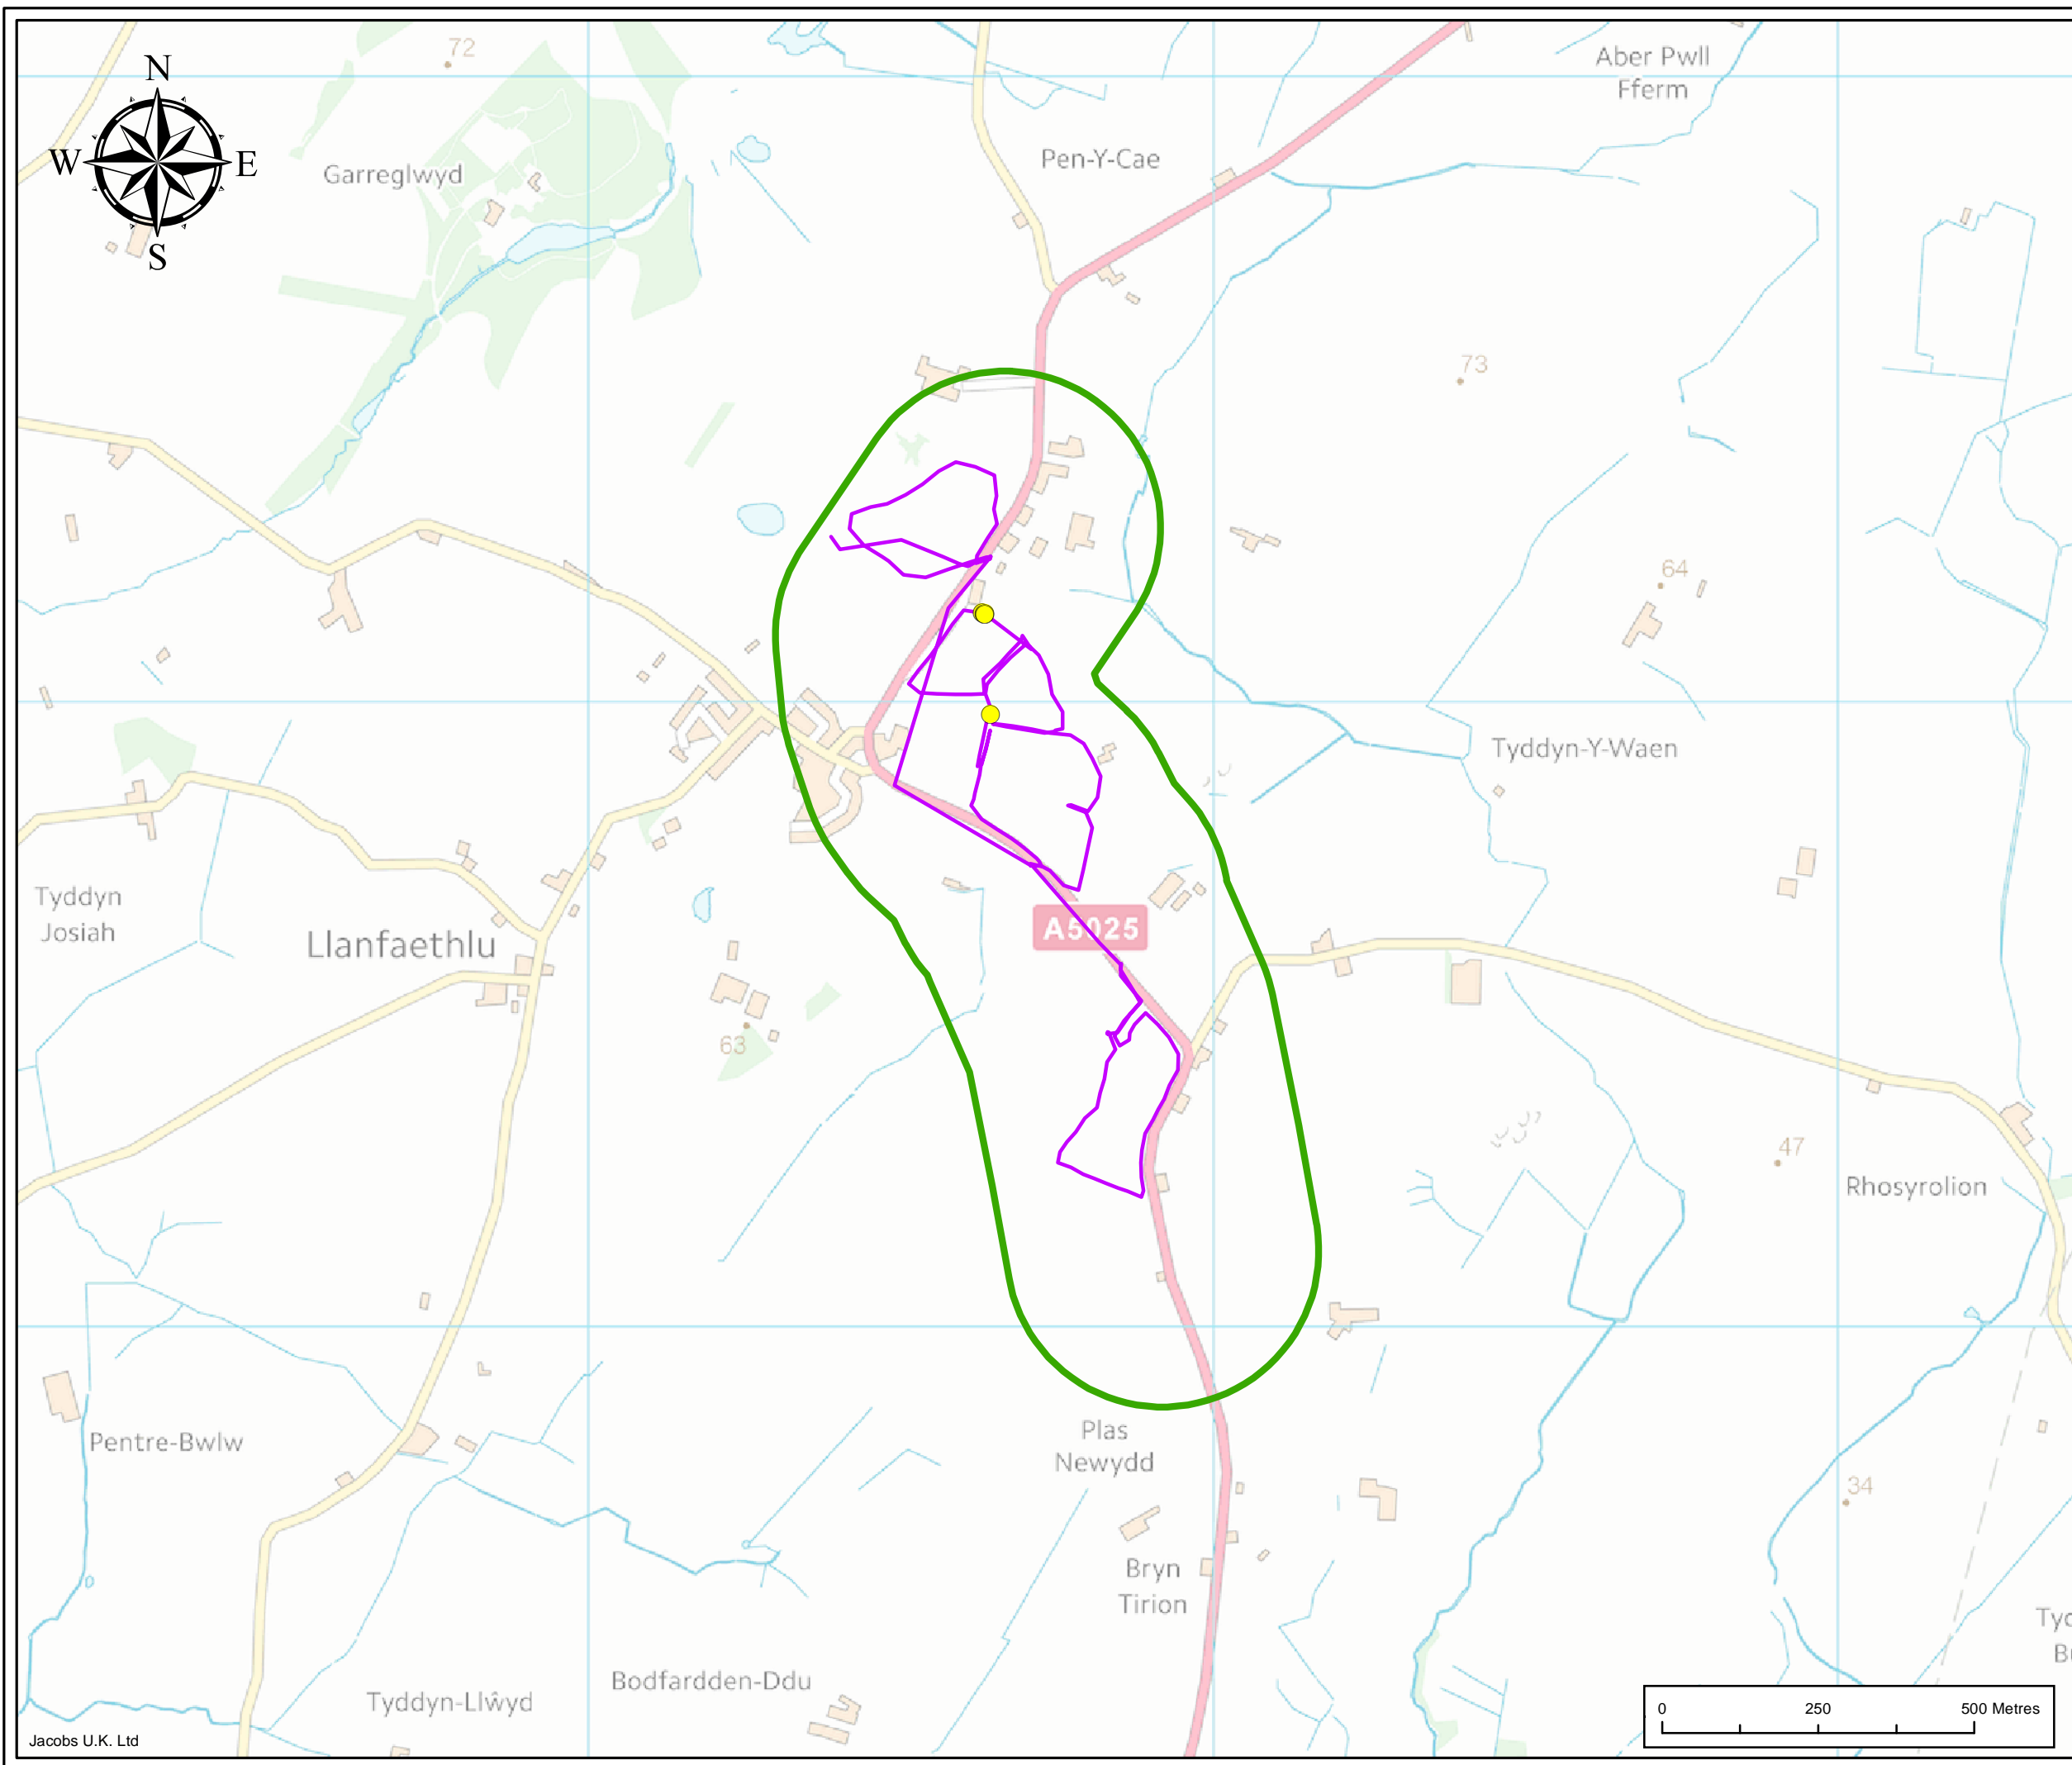 72
Aber Pwll
Fferm
N
W
E
S
Garreglwyd
Pen-Y-Cae
73
64
Tyddyn-Y-Waen
Tyddyn
Josiah
Llanfaethlu
A5025
63
47
Rhosyrolion
Plas
Newydd
Pentre-Bwlw
34
Bryn
Tirion
Bodfardden-Ddu
Tyddyn-Llŵyd
0 250 500 Metres
Jacobs U.K. Ltd